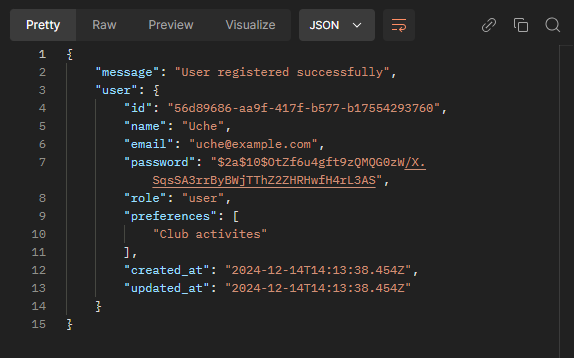 Pretty Raw Preview Visualize JSON
1 {
2 "message": "User registered successfully",
3 "user": {
4 "id": "56d89686-aa9f-417f-b577-b17554293760",
5 "name": "Uche",
6 "email": "uche@example.com",
7 "password": "$2a$10$OtZf6u4gft9zQMQG0zW/X.
SqsSA3rrByBWjTThZ2ZHRHwfH4rL3AS",
8 "role": "user",
9 "preferences": [
10 "Club activites"
11 ],
12 "created_at": "2024-12-14T14:13:38.454Z",
13 "updated_at": "2024-12-14T14:13:38.454Z"
14 }
15 }